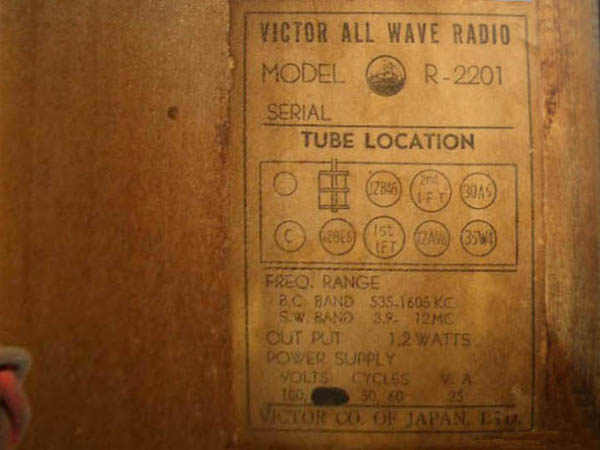 VICTOR ALL WAVE RADIO
MODEL R-2201
SERIAL
TUBE LOCATION
12BA6 2nd IFT 30A5
C 12BE6 1st IFT 12AV6 35W4
FREQ. RANGE
B.C. BAND 535-1605 KC
S.W. BAND 3.9- 12MC
OUT PUT 1.2 WATTS
POWER SUPPLY
VOLTS CYCLES V. A.
100, 50, 60 25
VICTOR CO. OF JAPAN, LTD.